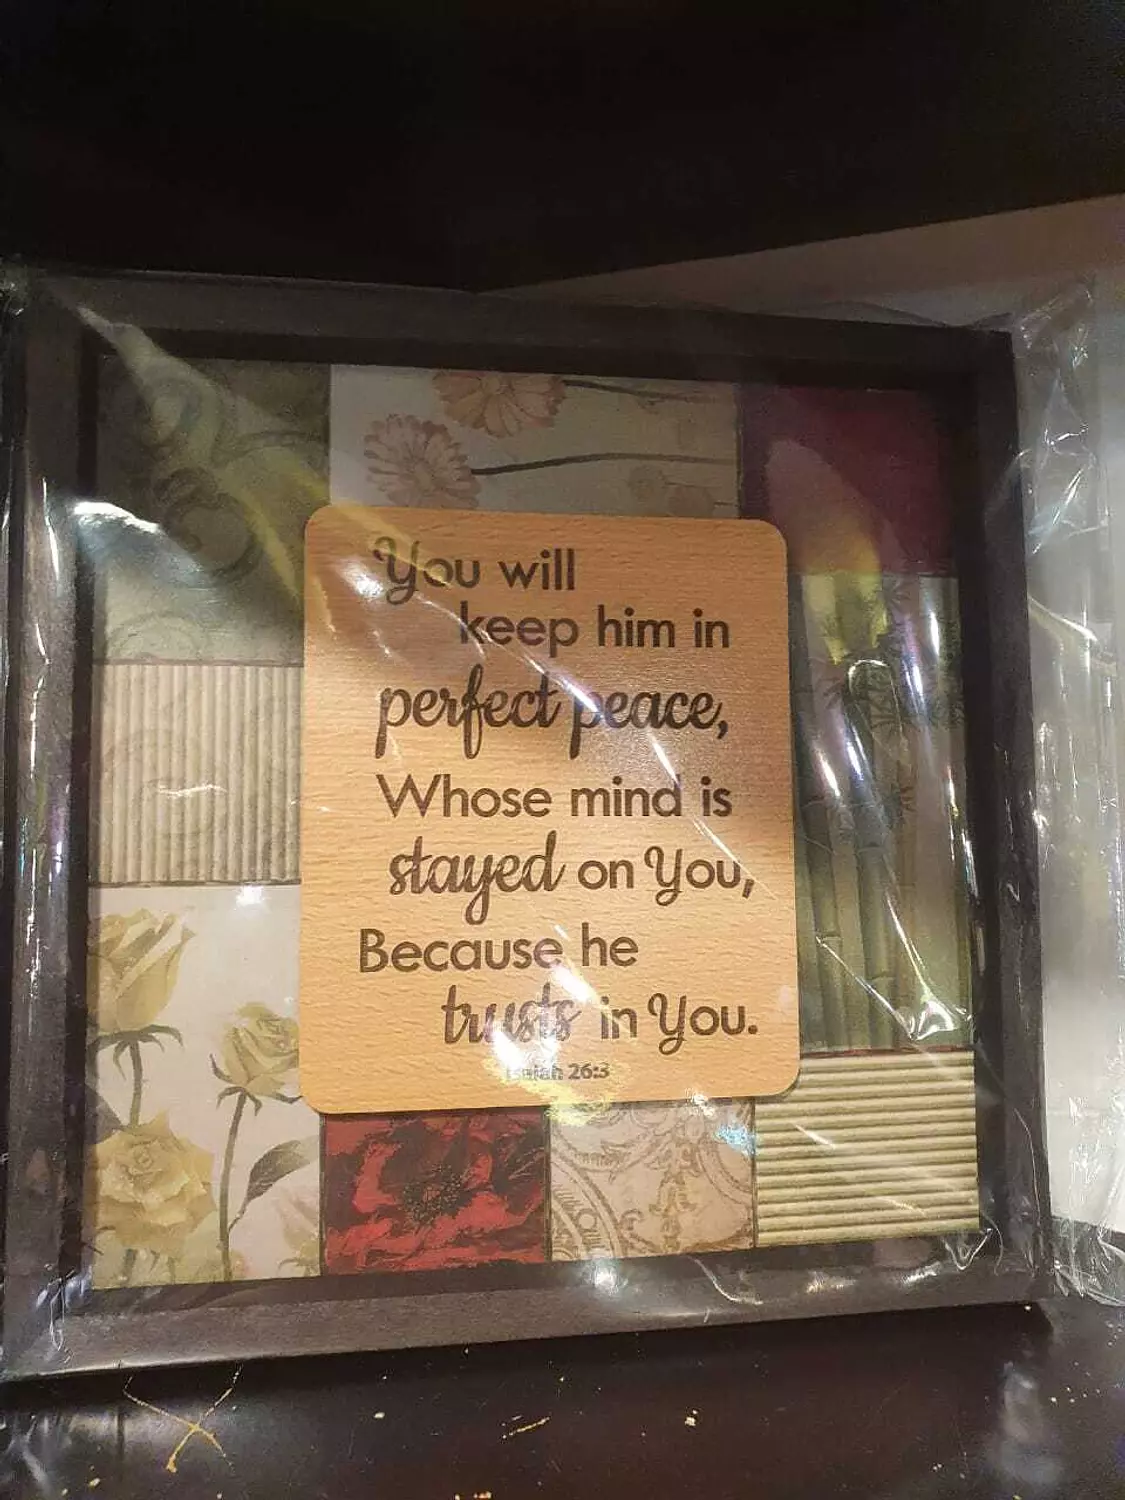 You will
keep him in
perfect peace,
Whose mind is
stayed on You,
Because he
trusts in You.
Isaiah 26:3